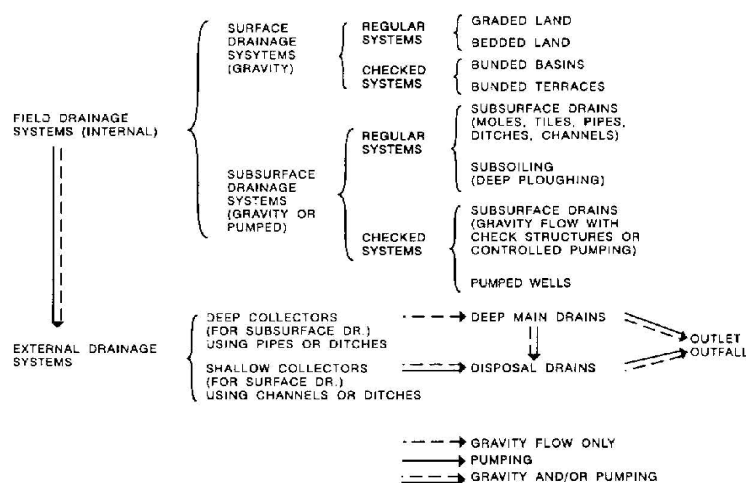 FIELD DRAINAGE
SYSTEMS (INTERNAL)
SURFACE
DRAINAGE
SYSYTEMS
(GRAVITY)
REGULAR
SYSTEMS
GRADED LAND
BEDDED LAND
CHECKED
SYSTEMS
BUNDED BASINS
BUNDED TERRACES
SUBSURFACE
DRAINAGE
SYSTEMS
(GRAVITY OR
PUMPED)
REGULAR
SYSTEMS
SUBSURFACE DRAINS
(MOLES, TILES, PIPES,
DITCHES, CHANNELS)
SUBSOILING
(DEEP PLOUGHING)
CHECKED
SYSTEMS
SUBSURFACE DRAINS
(GRAVITY FLOW WITH
CHECK STRUCTURES OR
CONTROLLED PUMPING)
PUMPED WELLS
EXTERNAL DRAINAGE
SYSTEMS
DEEP COLLECTORS
(FOR SUBSURFACE DR.)
USING PIPES OR DITCHES
DEEP MAIN DRAINS
SHALLOW COLLECTORS
(FOR SURFACE DR.)
USING CHANNELS OR DITCHES
DISPOSAL DRAINS
OUTLET
OUTFALL
GRAVITY FLOW ONLY
PUMPING
GRAVITY AND/OR PUMPING